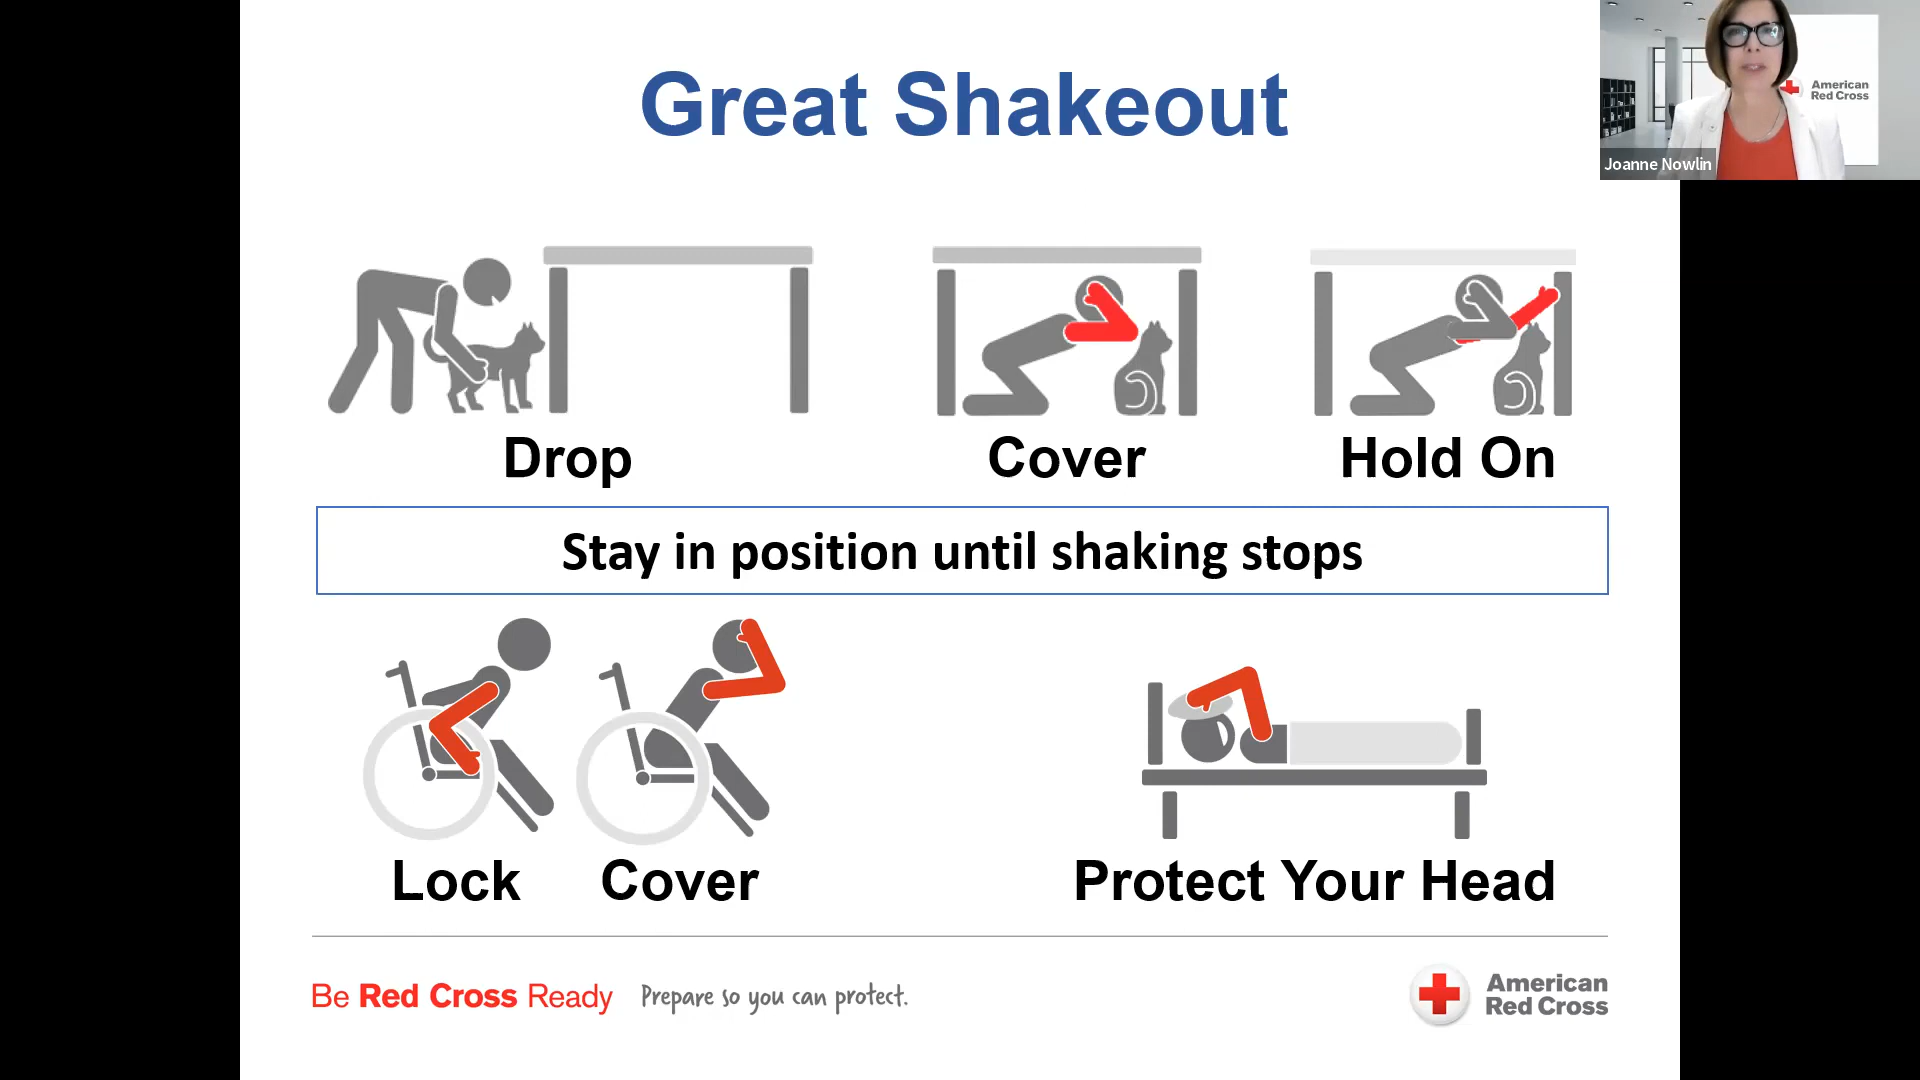 Great Shakeout
American
Red Cross
Joanne Nowlin
Drop
Cover
Hold On
Stay in position until shaking stops
Lock
Cover
Protect Your Head
Be Red Cross Ready
Prepare so you can protect.
American
Red Cross